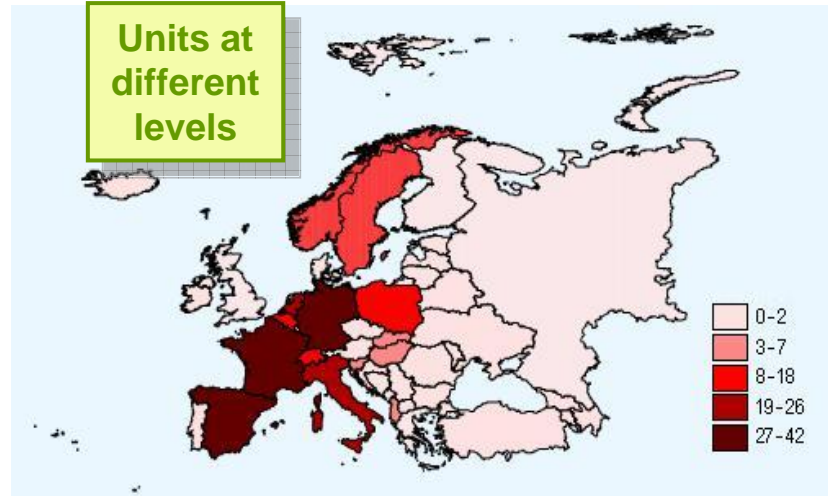 Units at
different
levels
0-2
3-7
8-18
19-26
27-42